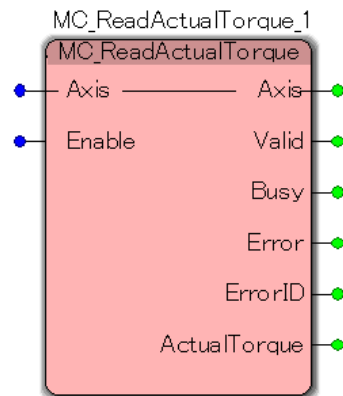 MC_ReadActualTorque_1
MC_ReadActualTorque
Axis Axis
Enable Valid
Busy
Error
ErrorID
ActualTorque